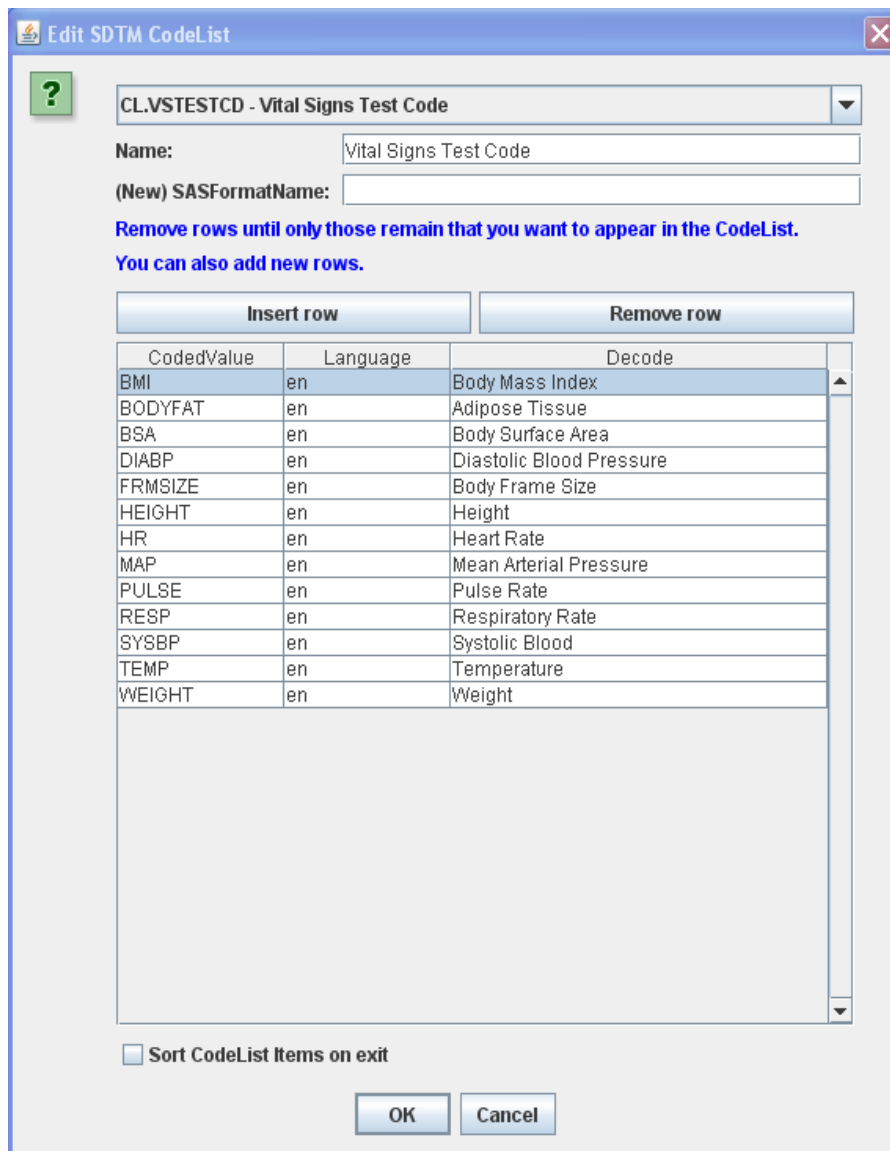 Edit SDTM CodeList
?
CL.VSTESTCD - Vital Signs Test Code
Name: Vital Signs Test Code
(New) SASFormatName:
Remove rows until only those remain that you want to appear in the CodeList.
You can also add new rows.
Insert row Remove row
CodedValue Language Decode
BMI en Body Mass Index
BODYFAT en Adipose Tissue
BSA en Body Surface Area
DIABP en Diastolic Blood Pressure
FRMSIZE en Body Frame Size
HEIGHT en Height
HR en Heart Rate
MAP en Mean Arterial Pressure
PULSE en Pulse Rate
RESP en Respiratory Rate
SYSBP en Systolic Blood
TEMP en Temperature
WEIGHT en Weight
Sort CodeList Items on exit
OK Cancel